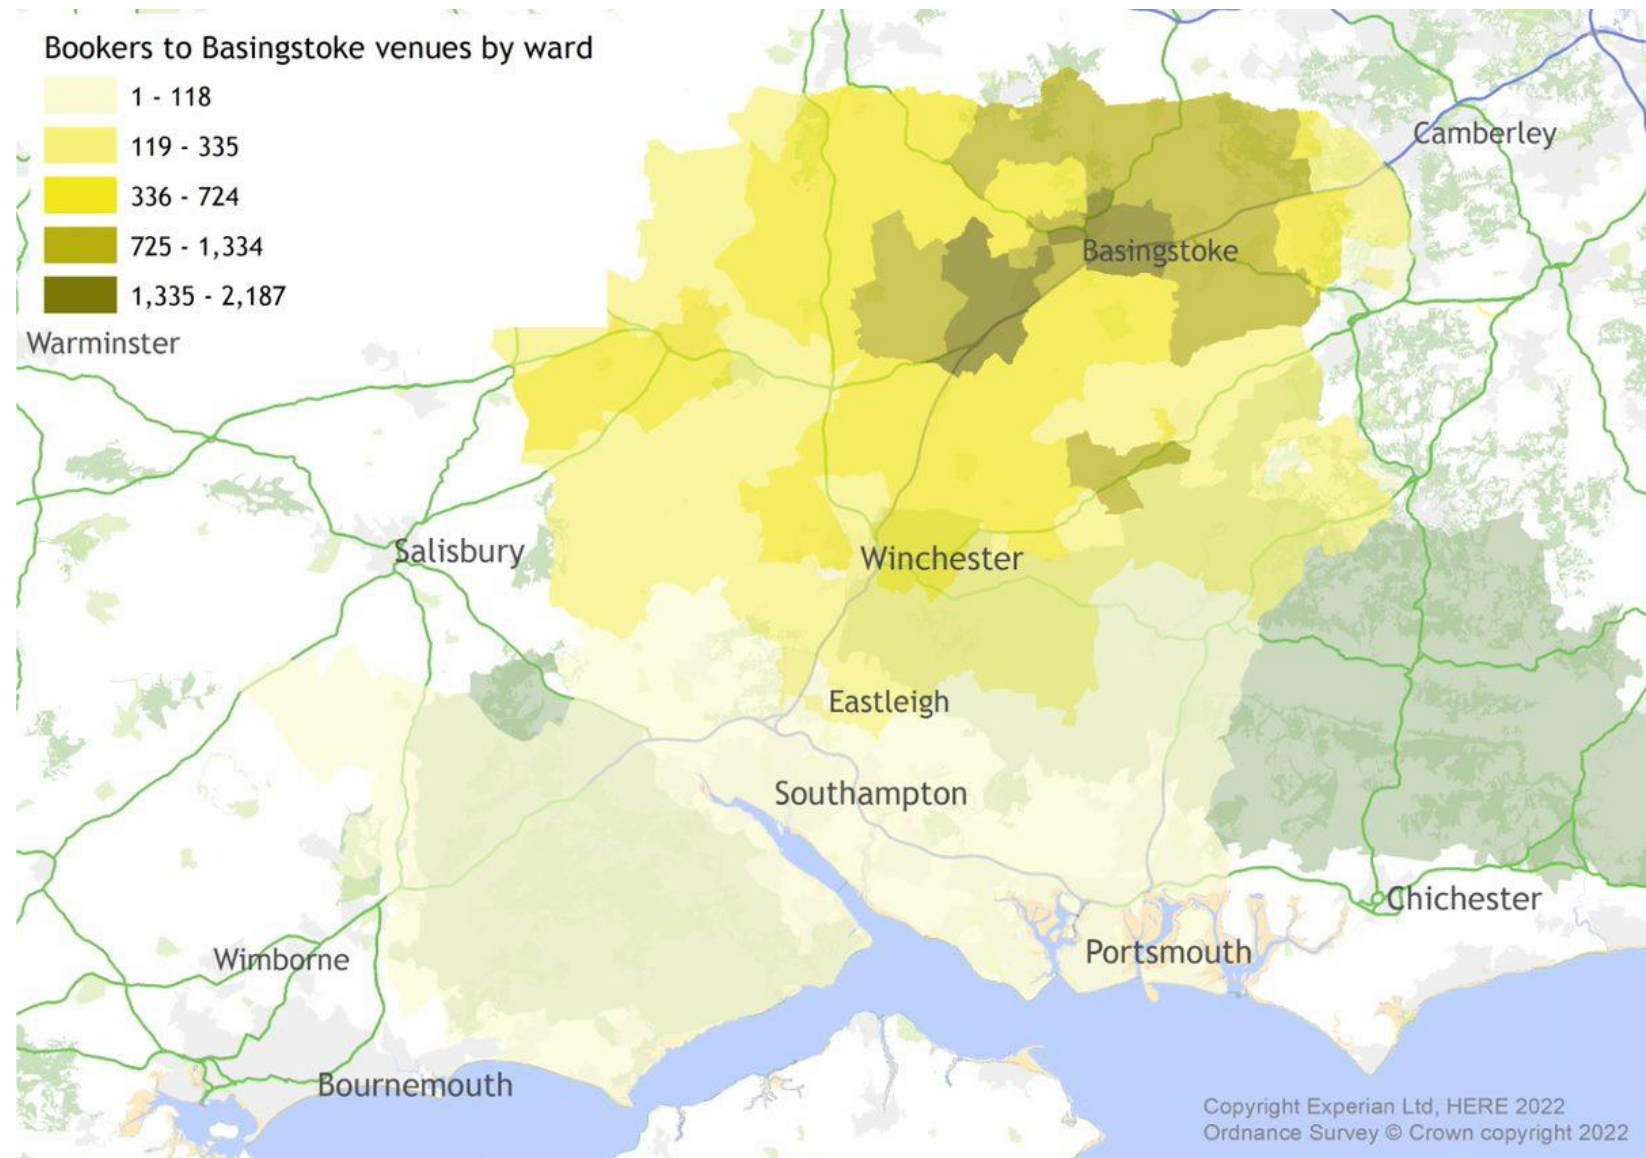 Bookers to Basingstoke venues by ward
1 - 118
119 - 335
336 - 724
725 - 1,334
1,335 - 2,187
Camberley
Basingstoke
Warminster
Salisbury
Winchester
Eastleigh
Southampton
Chichester
Portsmouth
Wimborne
Bournemouth
Copyright Experian Ltd, HERE 2022
Ordnance Survey © Crown copyright 2022